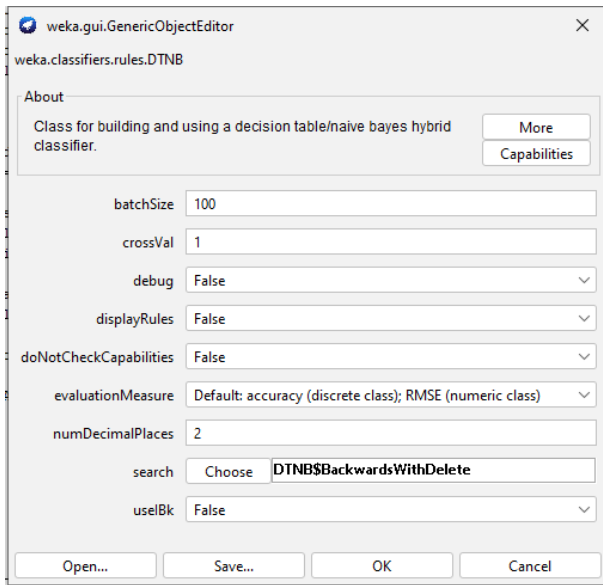 weka.gui.GenericObjectEditor
weka.classifiers.rules.DTNB
About
Class for building and using a decision table/naive bayes hybrid
classifier.
More
Capabilities
batchSize 100
crossVal 1
debug False
displayRules False
doNotCheckCapabilities False
evaluationMeasure Default: accuracy (discrete class); RMSE (numeric class)
numDecimalPlaces 2
search Choose DTNB$BackwardsWithDelete
useIBk False
Open... Save... OK Cancel